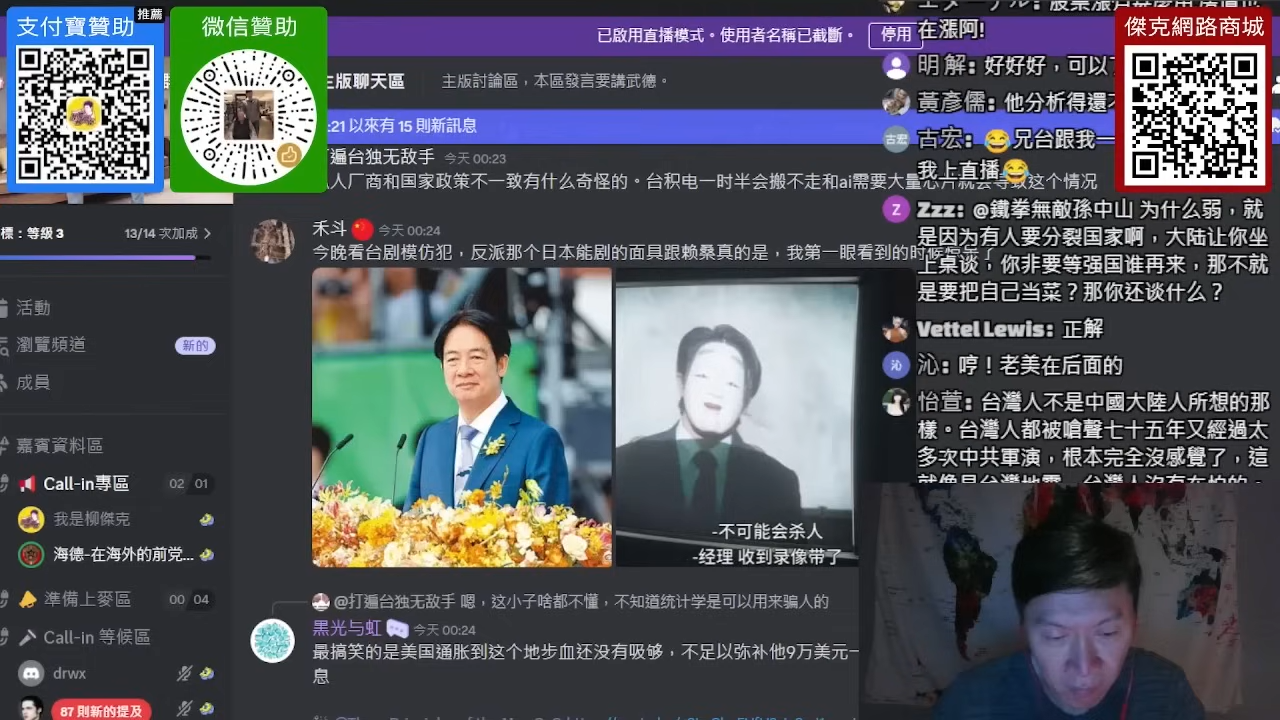 支付寶贊助
推薦
微信贊助
已啟用直播模式。使用者名稱已截斷。
停用
傑克網路商城
主版聊天區
主版討論區，本區發言要講武德。
:21 以來有 15 則新訊息
遍台独无敌手 今天 00:23
人厂商和国家政策不一致有什么奇怪的。台积电一时半会搬不走和ai需要大量芯片就会导致这个情况
禾斗 今天 00:24
今晚看台剧模仿犯，反派那个日本能剧的面具跟赖桑真的是，我第一眼看到的时候
-不可能会杀人
-经理 收到录像带了
@打遍台独无敌手 嗯，这小子啥都不懂，不知道统计学是可以用来骗人的
黑光与虹 今天 00:24
最搞笑的是美国通胀到这个地步血还没有吸够，不足以弥补他9万美元一
息
標：等級 3
13/14 次加成
活動
瀏覽頻道
新的
成員
嘉賓資料區
Call-in專區
02 01
我是柳傑克
海德-在海外的前党...
準備上麥區
00 04
Call-in 等候區
drwx
87 則新的提及
在漲阿!
明 解: 好好好，可以
黃彥儒: 他分析得還
古宏
古宏: 😂兄台跟我一
我上直播😂
Z
Zzz: @鐵拳無敵孫中山 为什么弱，就
是因为有人要分裂国家啊，大陆让你坐
上桌谈，你非要等强国谁再来，那不就
是要把自己当菜？那你还谈什么？
Vettel Lewis: 正解
沁
沁: 哼！老美在后面的
怡萱: 台灣人不是中國大陸人所想的那
樣。台灣人都被嗆聲七十五年又經過太
多次中共軍演，根本完全沒感覺了，這